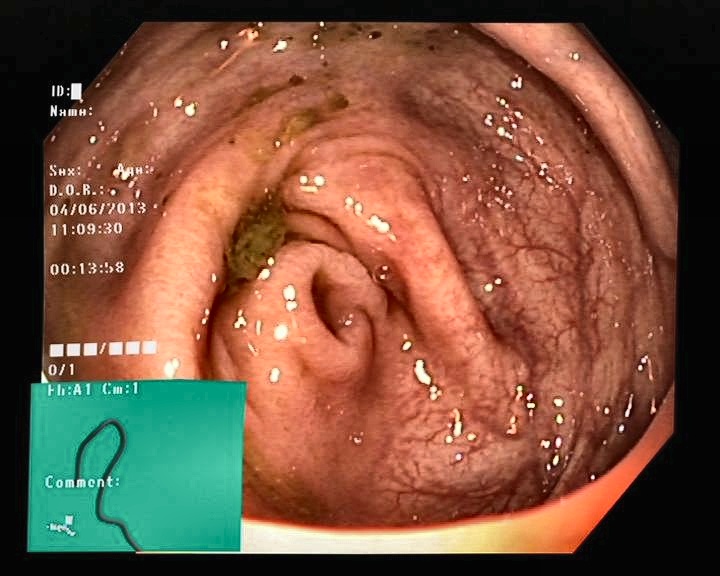 ID:
Name:
Sex: Age:
D.O.B.:
04/06/2013
11:09:30
00:13:58
0/1
Eh:A1 Cm:1
Comment: